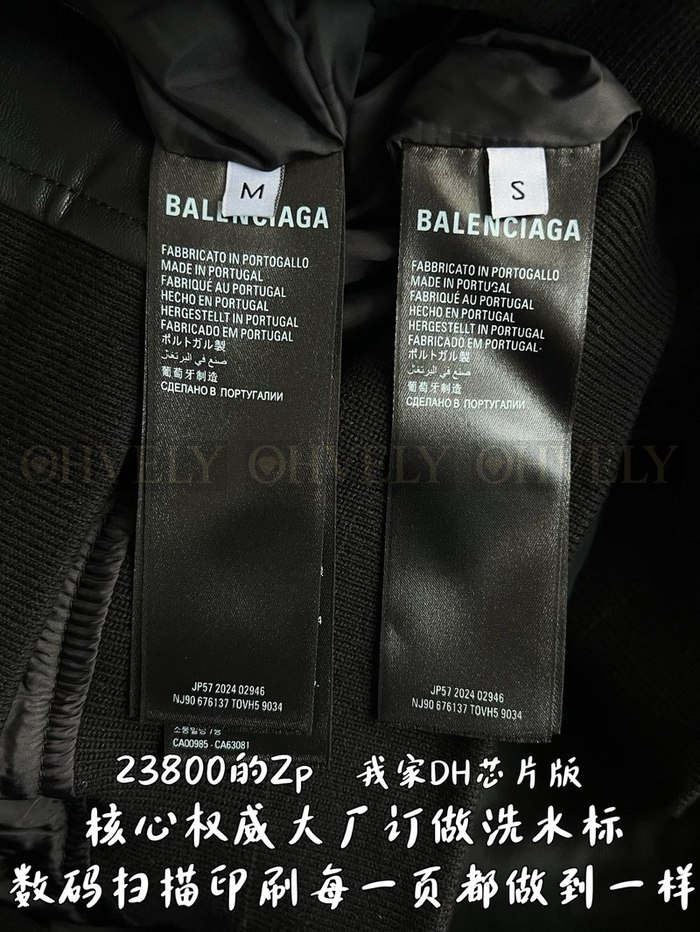 M
BALENCIAGA
FABBRICATO IN PORTOGALLO
MADE IN PORTUGAL
FABRIQUÉ AU PORTUGAL
HECHO EN PORTUGAL
HERGESTELLT IN PORTUGAL
FABRICADO EM PORTUGAL
ポルトガル製
صنع في البرتغال
葡萄牙制造
СДЕЛАНО В ПОРТУГАЛИИ
JP57 2024 02946
NJ90 676137 TOVH5 9034
CA00985 - CA63081
S
BALENCIAGA
FABBRICATO IN PORTOGALLO
MADE IN PORTUGAL
FABRIQUÉ AU PORTUGAL
HECHO EN PORTUGAL
HERGESTELLT IN PORTUGAL
FABRICADO EM PORTUGAL
ポルトガル製
صنع في البرتغال
葡萄牙制造
СДЕЛАНО В ПОРТУГАЛИИ
JP57 2024 02946
NJ90 676137 TOVH5 9034
OHVELY OHVELY OHVELY
23800的Zp 我家DH芯片版
核心权威大厂订做洗水标
数码扫描印刷每一页都做到一样